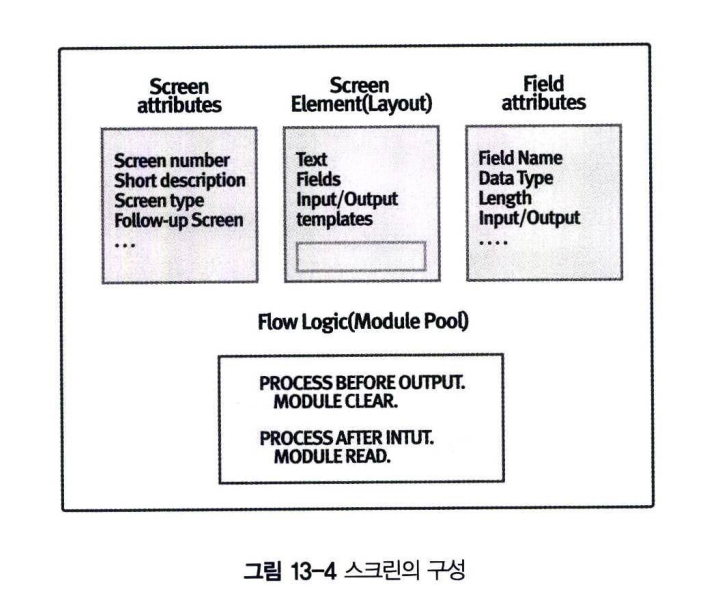 Screen
attributes
Screen number
Short description
Screen type
Follow-up Screen
...
Screen
Element(Layout)
Text
Fields
Input/Output
templates
Field
attributes
Field Name
Data Type
Length
Input/Output
....
Flow Logic(Module Pool)
PROCESS BEFORE OUTPUT.
MODULE CLEAR.
PROCESS AFTER INTUT.
MODULE READ.
그림 13-4 스크린의 구성